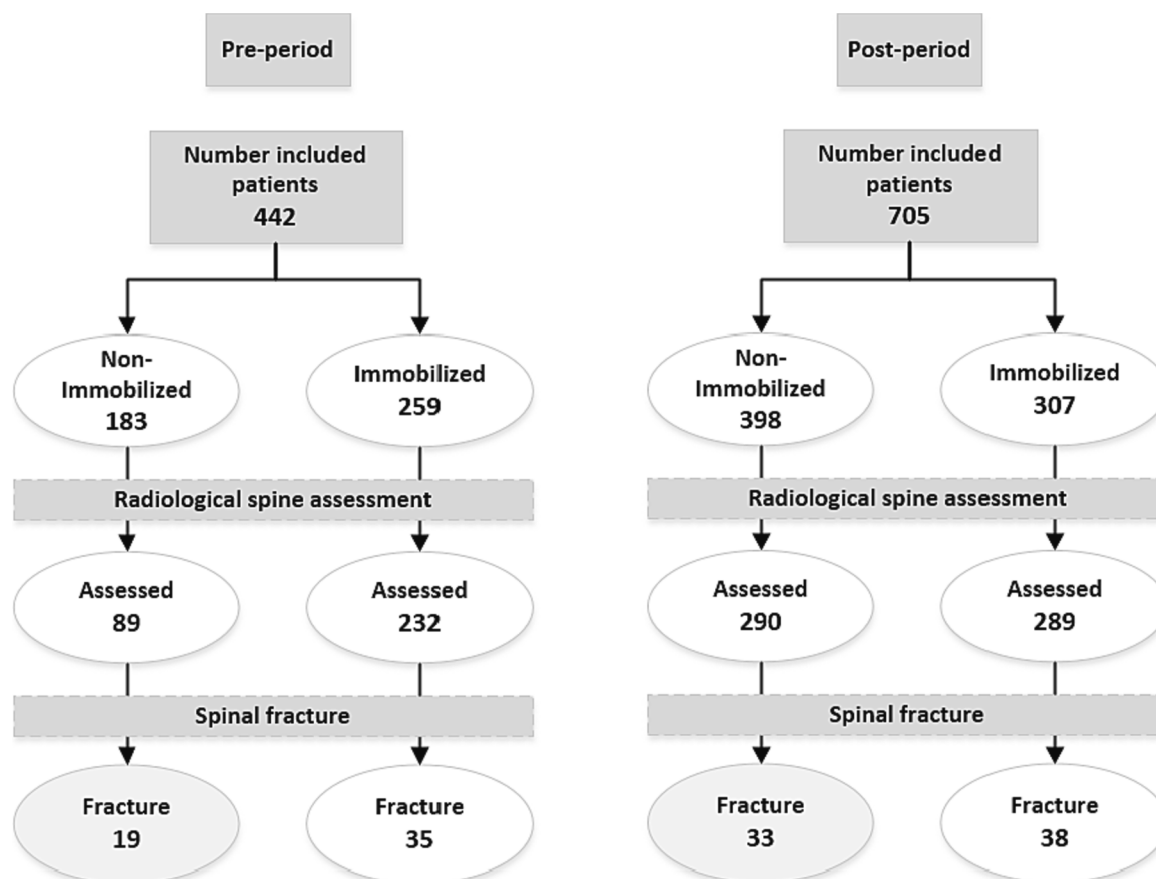 Pre-period
Number included
patients
442
Non-
Immobilized
183
Immobilized
259
Radiological spine assessment
Assessed
89
Assessed
232
Spinal fracture
Fracture
19
Fracture
35
Post-period
Number included
patients
705
Non-
Immobilized
398
Immobilized
307
Radiological spine assessment
Assessed
290
Assessed
289
Spinal fracture
Fracture
33
Fracture
38